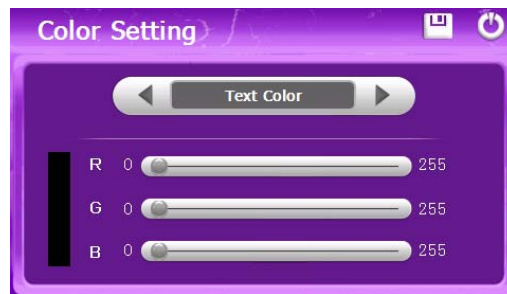 Color Setting
Text Color
R 0 255
G 0 255
B 0 255